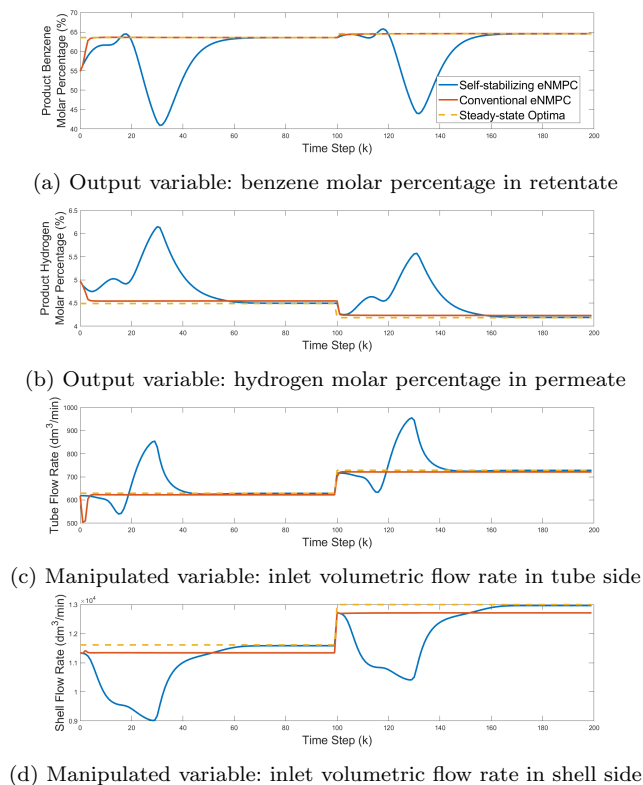 Product Benzene
Molar Percentage (%)
70
65
60
55
50
45
40
0 20 40 60 80 100 120 140 160 180 200
Time Step (k)
Self-stabilizing eNMPC
Conventional eNMPC
Steady-state Optima
(a) Output variable: benzene molar percentage in retentate
Product Hydrogen
Molar Percentage (%)
6.5
6
5.5
5
4.5
4
0 20 40 60 80 100 120 140 160 180 200
Time Step (k)
(b) Output variable: hydrogen molar percentage in permeate
Tube Flow Rate (dm³/min)
1000
900
800
700
600
500
0 20 40 60 80 100 120 140 160 180 200
Time Step (k)
(c) Manipulated variable: inlet volumetric flow rate in tube side
Shell Flow Rate (dm³/min)
×10⁴
1.3
1.2
1.1
1
0.9
0 20 40 60 80 100 120 140 160 180 200
Time Step (k)
(d) Manipulated variable: inlet volumetric flow rate in shell side